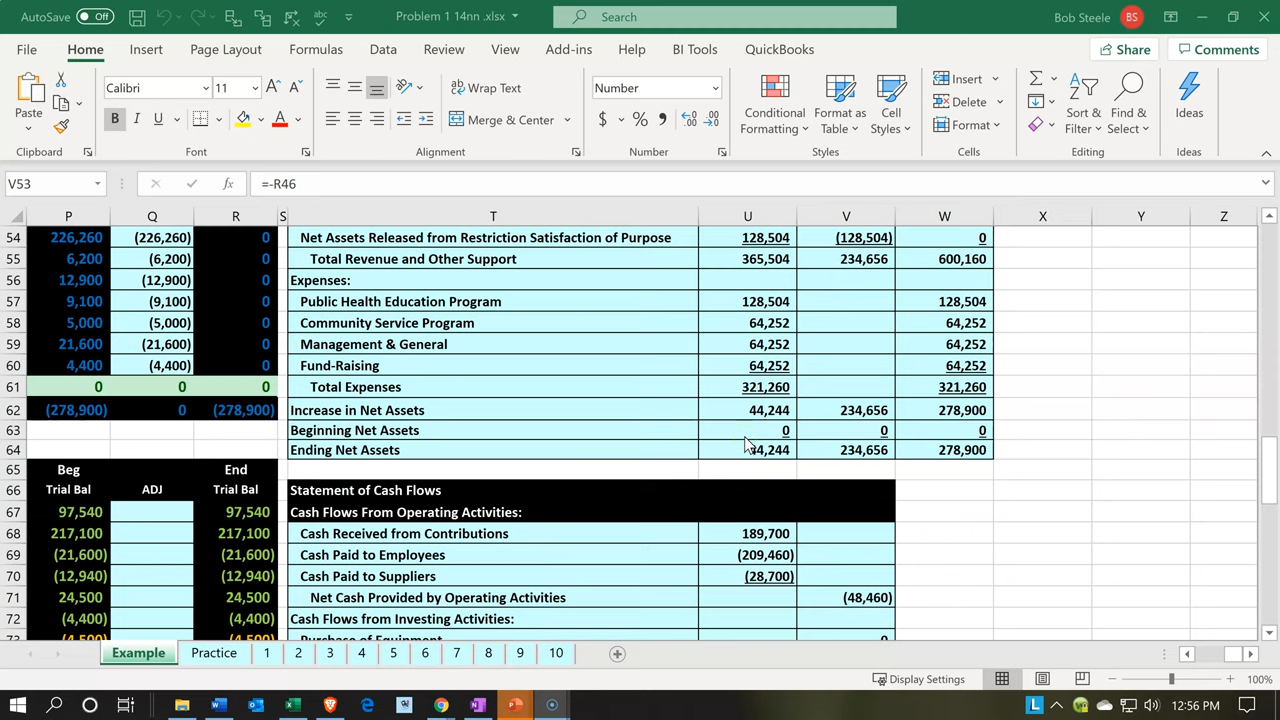 AutoSave Off Problem 1 14nn .xlsx Search Bob Steele BS
File Home Insert Page Layout Formulas Data Review View Add-ins Help BI Tools QuickBooks Share Comments
Paste Calibri 11 Wrap Text Number Conditional Formatting Format as Table Cell Styles Insert Σ Sort & Filter Find & Select Ideas
B I U A Merge & Center $ % Delete
Format
Clipboard Font Alignment Number Styles Cells Editing Ideas
V53 fx =-R46
P Q R S T U V W X Y Z
54 226,260 (226,260) 0 Net Assets Released from Restriction Satisfaction of Purpose 128,504 (128,504) 0
55 6,200 (6,200) 0 Total Revenue and Other Support 365,504 234,656 600,160
56 12,900 (12,900) 0 Expenses:
57 9,100 (9,100) 0 Public Health Education Program 128,504 128,504
58 5,000 (5,000) 0 Community Service Program 64,252 64,252
59 21,600 (21,600) 0 Management & General 64,252 64,252
60 4,400 (4,400) 0 Fund-Raising 64,252 64,252
61 0 0 0 Total Expenses 321,260 321,260
62 (278,900) 0 (278,900) Increase in Net Assets 44,244 234,656 278,900
63 Beginning Net Assets 0 0 0
64 Ending Net Assets 44,244 234,656 278,900
65 Beg End
66 Trial Bal ADJ Trial Bal Statement of Cash Flows
67 97,540 97,540 Cash Flows From Operating Activities:
68 217,100 217,100 Cash Received from Contributions 189,700
69 (21,600) (21,600) Cash Paid to Employees (209,460)
70 (12,940) (12,940) Cash Paid to Suppliers (28,700)
71 24,500 24,500 Net Cash Provided by Operating Activities (48,460)
72 (4,400) (4,400) Cash Flows from Investing Activities:
73 (4,500) (4,500) Purchase of Equipment 0
Example Practice 1 2 3 4 5 6 7 8 9 10
Display Settings 100%
12:56 PM